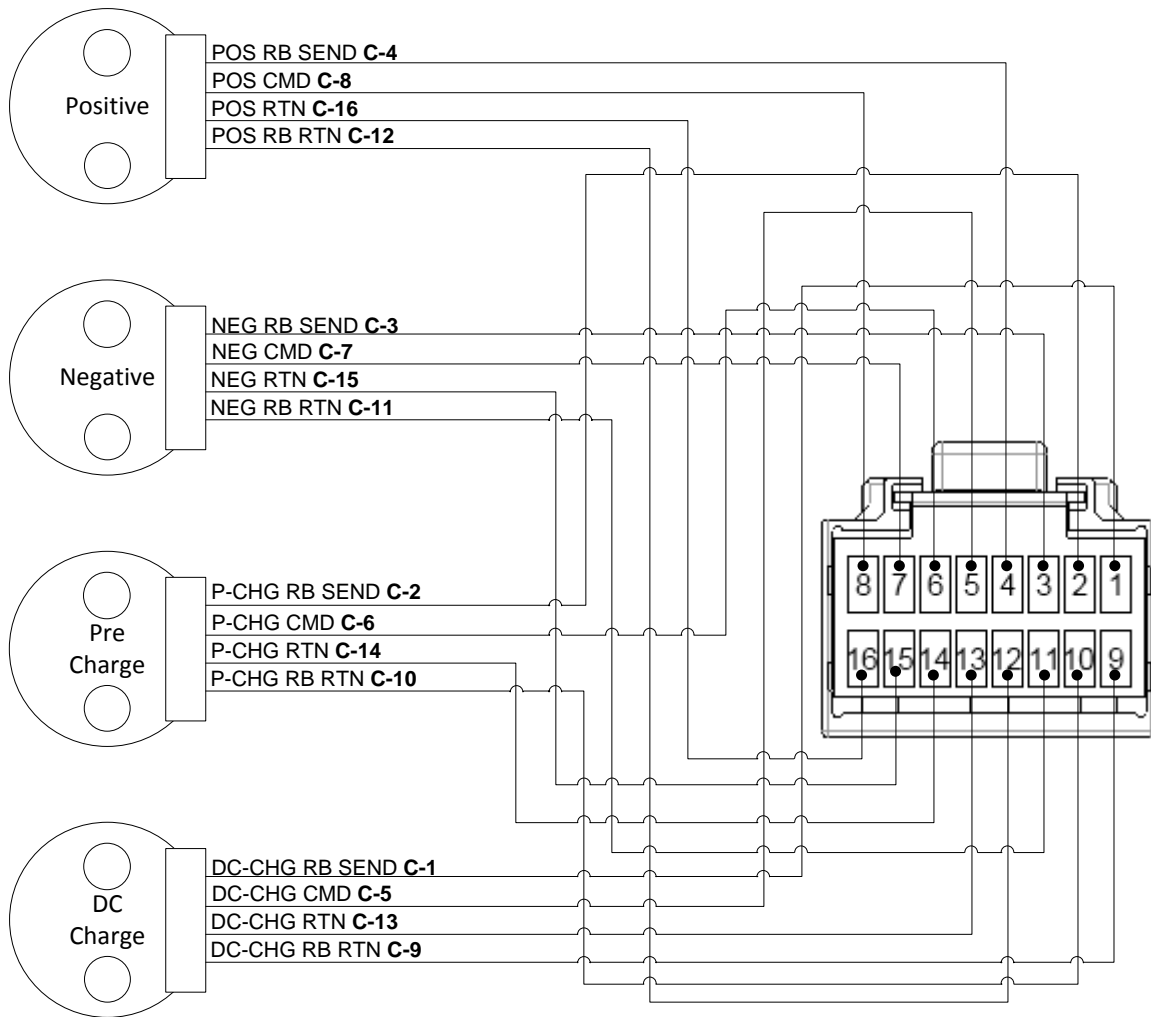 POS RB SEND C-4
POS CMD C-8
POS RTN C-16
POS RB RTN C-12
Positive
NEG RB SEND C-3
NEG CMD C-7
NEG RTN C-15
NEG RB RTN C-11
Negative
P-CHG RB SEND C-2
P-CHG CMD C-6
P-CHG RTN C-14
P-CHG RB RTN C-10
Pre
Charge
DC-CHG RB SEND C-1
DC-CHG CMD C-5
DC-CHG RTN C-13
DC-CHG RB RTN C-9
DC
Charge
8 7 6 5 4 3 2 1
16 15 14 13 12 11 10 9